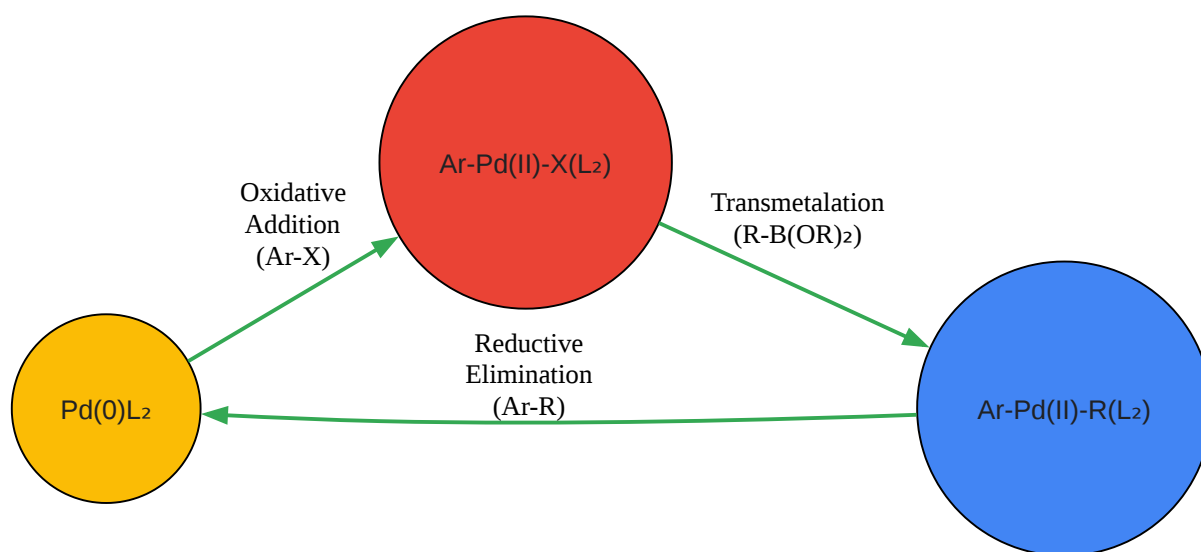 Ar-Pd(II)-X(L₂)
Oxidative
Addition
(Ar-X)
Transmetalation
(R-B(OR)₂)
Reductive
Elimination
(Ar-R)
Pd(0)L₂
Ar-Pd(II)-R(L₂)